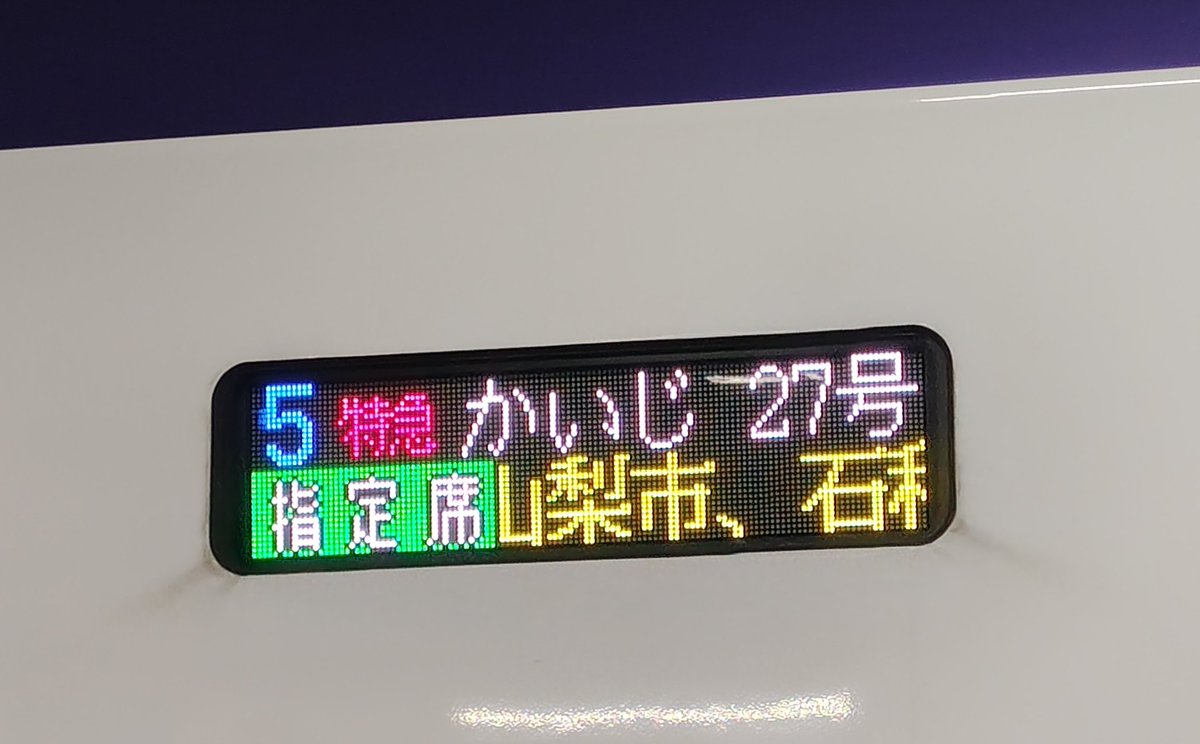 5 特急 かいじ 27号
指定席 山梨市、石和